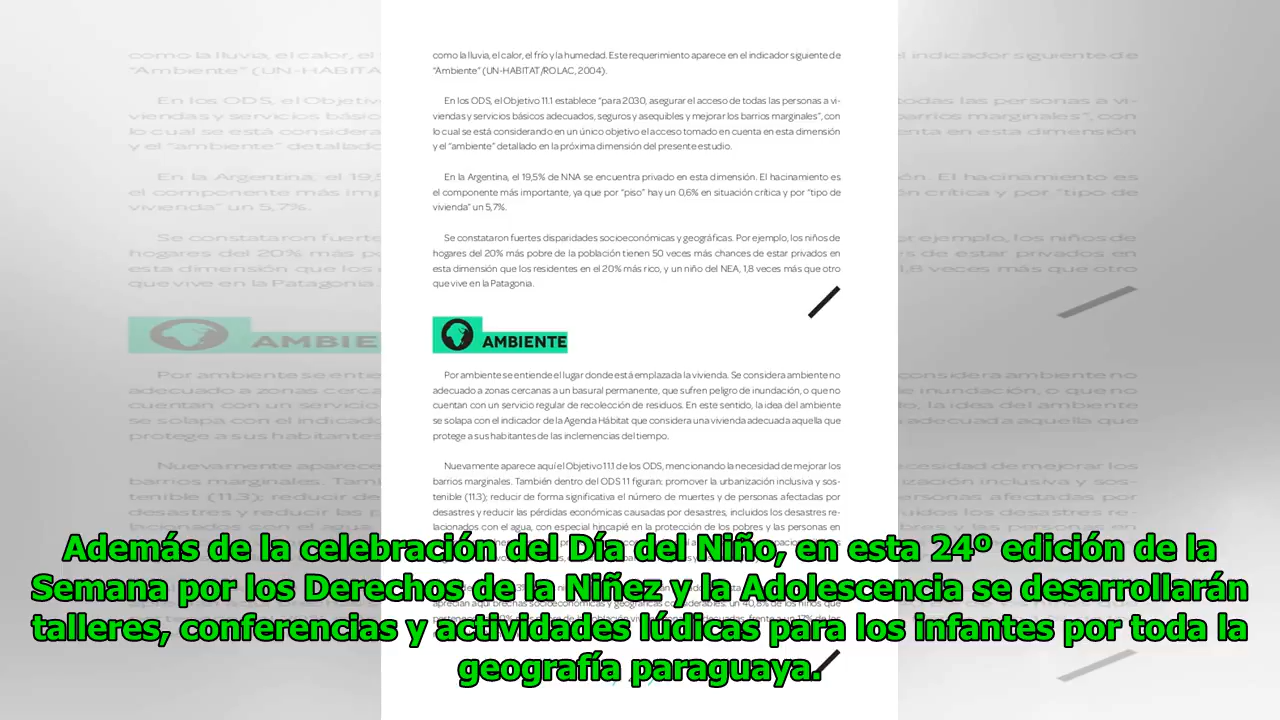 como la lluvia, el calor, el frío y la humedad. Este requerimiento aparece en el indicador siguiente de
"Ambiente" (UN-HABITAT/ROLAC, 2004).
En los ODS, el Objetivo 11.1 establece "para 2030, asegurar el acceso de todas las personas a vi-
viendas y servicios básicos adecuados, seguros y asequibles y mejorar los barrios marginales", con
lo cual se está considerando en un único objetivo el acceso tomado en cuenta en esta dimensión
y el "ambiente" detallado en la próxima dimensión del presente estudio.
En la Argentina, el 19,5% de NNA se encuentra privado en esta dimensión. El hacinamiento es
el componente más importante, ya que por "piso" hay un 0,6% en situación crítica y por "tipo de
vivienda" un 5,7%.
Se constataron fuertes disparidades socioeconómicas y geográficas. Por ejemplo, los niños de
hogares del 20% más pobre de la población tienen 50 veces más chances de estar privados en
esta dimensión que los residentes en el 20% más rico, y un niño del NEA, 1,8 veces más que otro
que vive en la Patagonia.
AMBIENTE
Por ambiente se entiende el lugar donde está emplazada la vivienda. Se considera ambiente no
adecuado a zonas cercanas a un basural permanente, que sufren peligro de inundación, o que no
cuentan con un servicio regular de recolección de residuos. En este sentido, la idea del ambiente
se solapa con el indicador de la Agenda Hábitat que considera una vivienda adecuada aquella que
protege a sus habitantes de las inclemencias del tiempo.
Nuevamente aparece aquí el Objetivo 11.1 de los ODS, mencionando la necesidad de mejorar los
barrios marginales. También dentro del ODS 11 figuran: promover la urbanización inclusiva y sos-
tenible (11.3); reducir de forma significativa el número de muertes y de personas afectadas por
desastres y reducir las pérdidas económicas causadas por desastres, incluidos los desastres re-
lacionados con el agua, con especial hincapié en la protección de los pobres y las personas en
Además de la celebración del Día del Niño, en esta 24º edición de la
Semana por los Derechos de la Niñez y la Adolescencia se desarrollarán
talleres, conferencias y actividades lúdicas para los infantes por toda la
geografía paraguaya.